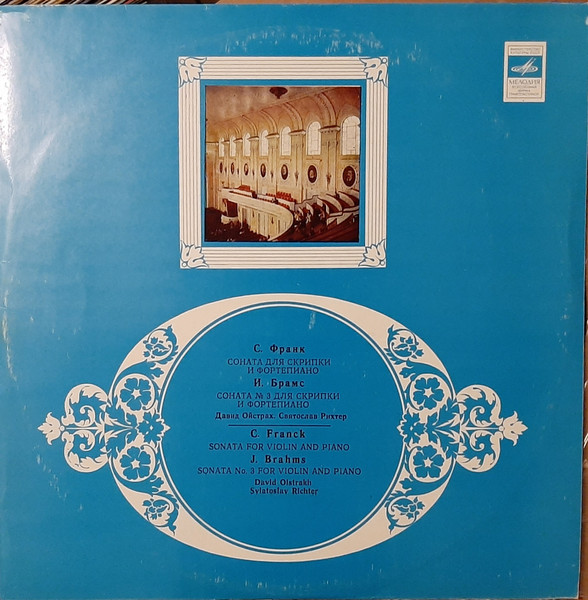 МЕЛОДИЯ
С. Франк
СОНАТА ДЛЯ СКРИПКИ
И ФОРТЕПИАНО
И. Брамс
СОНАТА № 3 ДЛЯ СКРИПКИ
И ФОРТЕПИАНО
Давид Ойстрах, Святослав Рихтер
C. Franck
SONATA FOR VIOLIN AND PIANO
J. Brahms
SONATA No. 3 FOR VIOLIN AND PIANO
David Oistrakh
Sviatoslav Richter